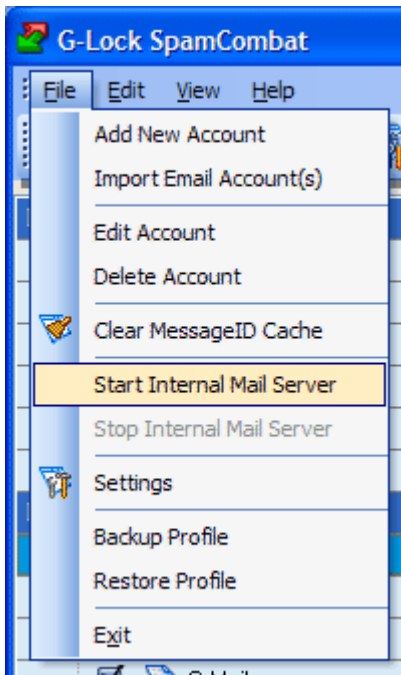 G-Lock SpamCombat
File Edit View Help
Add New Account
Import Email Account(s)
Edit Account
Delete Account
Clear MessageID Cache
Start Internal Mail Server
Stop Internal Mail Server
Settings
Backup Profile
Restore Profile
Exit